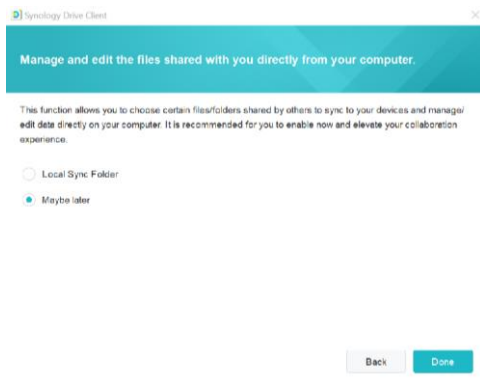 Synology Drive Client
Manage and edit the files shared with you directly from your computer.
This function allows you to choose certain files/folders shared by others to sync to your devices and manage/
edit data directly on your computer. It is recommended for you to enable now and elevate your collaboration
experience.
Local Sync Folder
Maybe later
Back
Done